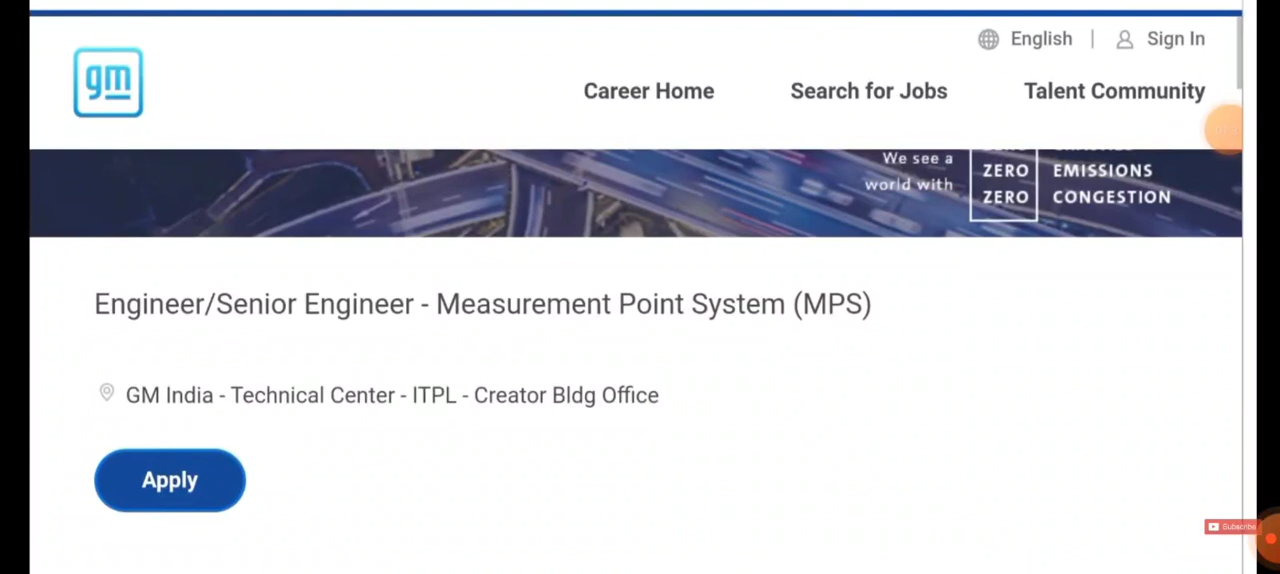 English | Sign In
gm
Career Home Search for Jobs Talent Community
We see a
world with
ZERO EMISSIONS
ZERO CONGESTION
Engineer/Senior Engineer - Measurement Point System (MPS)
GM India - Technical Center - ITPL - Creator Bldg Office
Apply
Subscribe